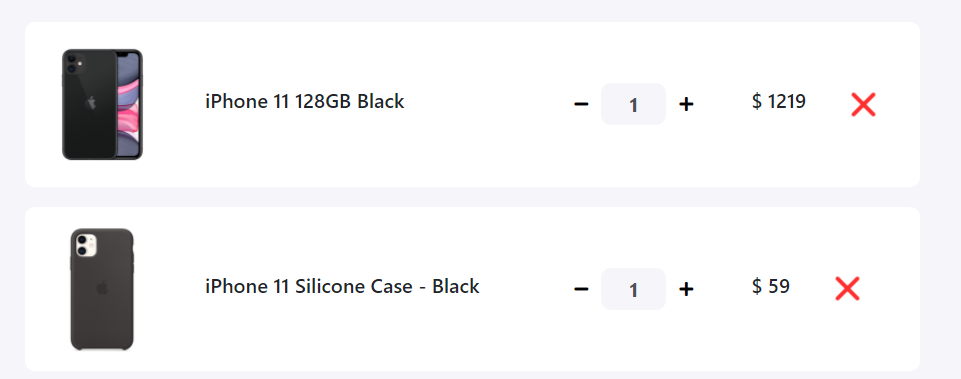 iPhone 11 128GB Black
− 1 + $ 1219
iPhone 11 Silicone Case - Black
− 1 + $ 59